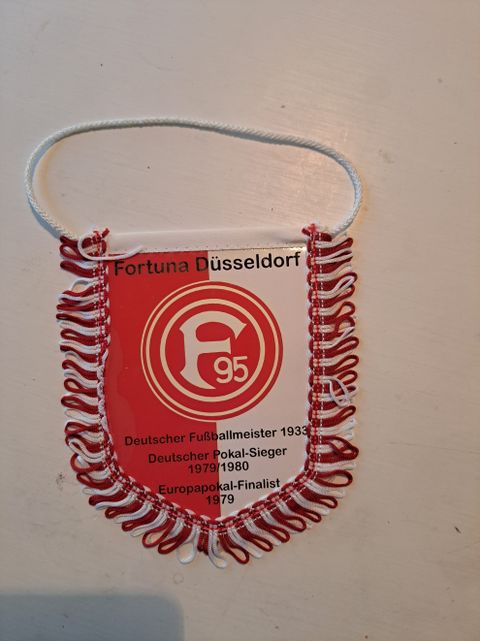 Fortuna Düsseldorf
F
95
Deutscher Fußballmeister 1933
Deutscher Pokal-Sieger
1979/1980
Europapokal-Finalist
1979